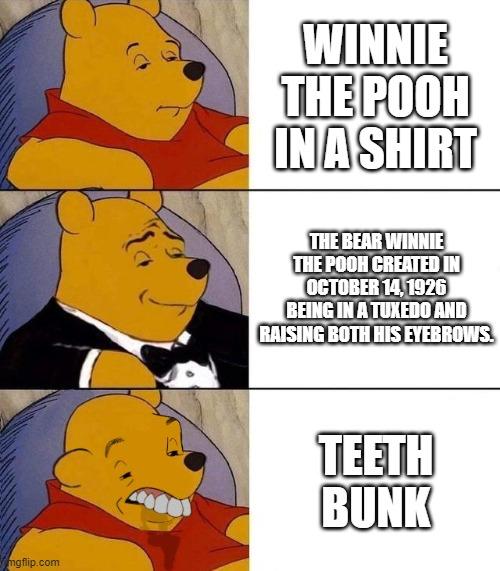 WINNIE
THE POOH
IN A SHIRT
THE BEAR WINNIE
THE POOH CREATED IN
OCTOBER 14, 1926
BEING IN A TUXEDO AND
RAISING BOTH HIS EYEBROWS.
TEETH
BUNK
imgflip.com